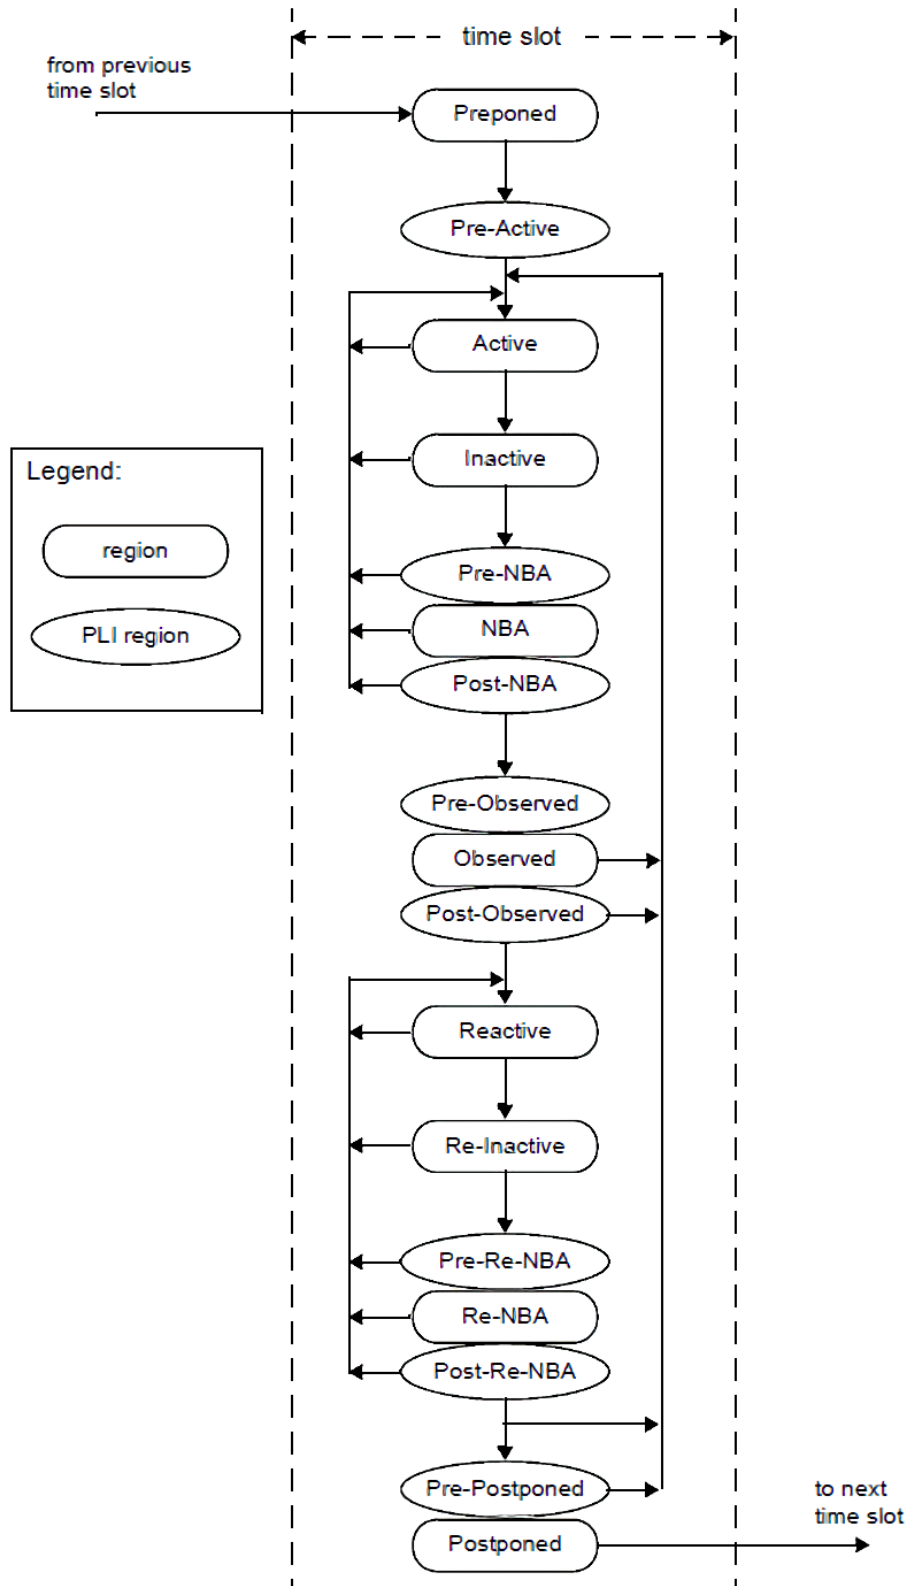 time slot
from previous
time slot
Preponed
Pre-Active
Active
Inactive
Legend:
region
PLI region
Pre-NBA
NBA
Post-NBA
Pre-Observed
Observed
Post-Observed
Reactive
Re-Inactive
Pre-Re-NBA
Re-NBA
Post-Re-NBA
Pre-Postponed
Postponed
to next
time slot